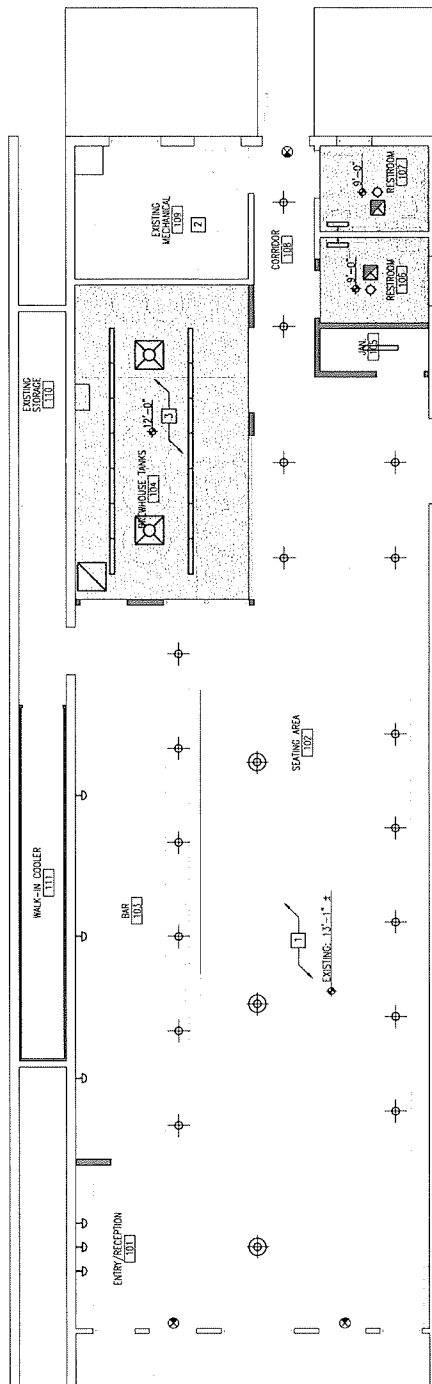 EXISTING
MECHANICAL
109
2
CORRIDOR
108
9'-0"
RESTROOM
107
9'-0"
RESTROOM
106
JAN.
105
EXISTING
STORAGE
110
12'-0"
3
BREWHOUSE TANKS
104
SEATING AREA
102
WALK-IN COOLER
111
BAR
103
1
EXISTING: 13'-1" ±
ENTRY/RECEPTION
101